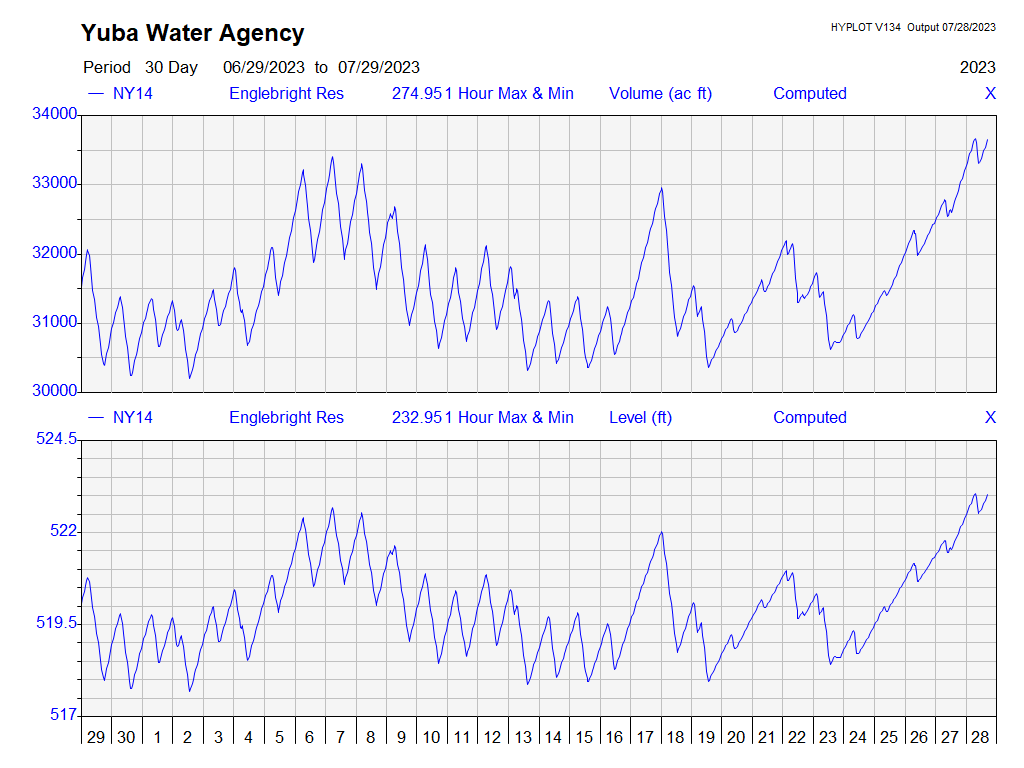 Yuba Water Agency HYPLOT V134 Output 07/28/2023
Period 30 Day 06/29/2023 to 07/29/2023 2023
NY14 Englebright Res 274.951 Hour Max & Min Volume (ac ft) Computed X
34000
33000
32000
31000
30000
NY14 Englebright Res 232.951 Hour Max & Min Level (ft) Computed X
524.5
522
519.5
517
29 30 1 2 3 4 5 6 7 8 9 10 11 12 13 14 15 16 17 18 19 20 21 22 23 24 25 26 27 28